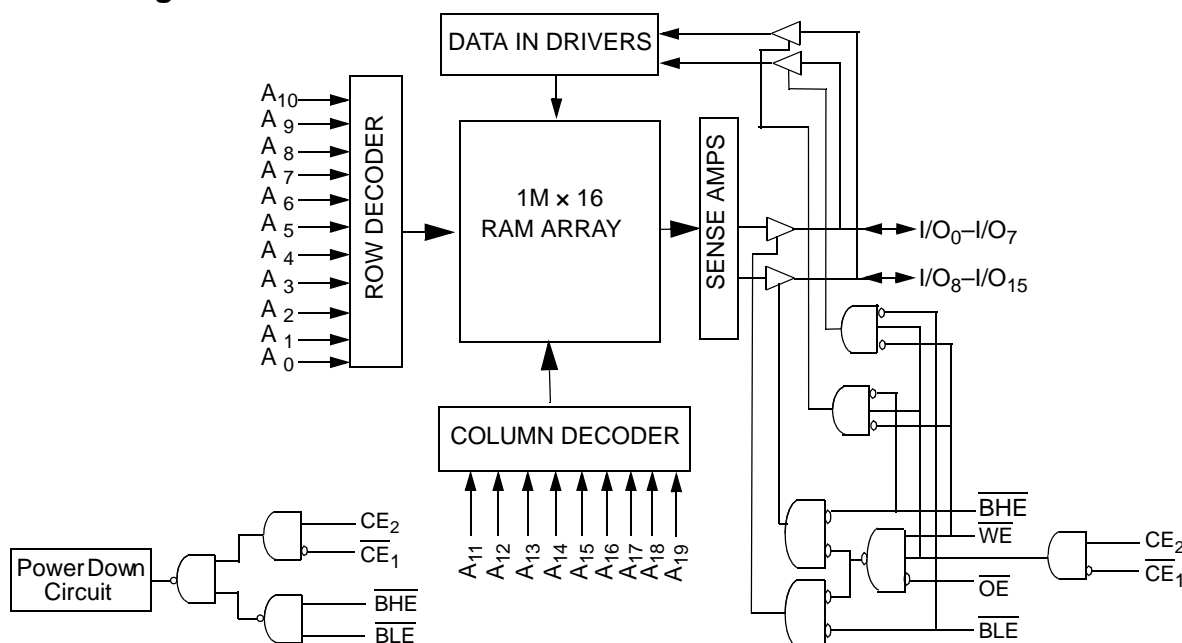 DATA IN DRIVERS
A10
A9
A8
A7
A6
A5
A4
A3
A2
A1
A0
ROW DECODER
1M × 16
RAM ARRAY
SENSE AMPS
I/O0–I/O7
I/O8–I/O15
COLUMN DECODER
A11
A12
A13
A14
A15
A16
A17
A18
A19
Power Down
Circuit
CE2
CE1
BHE
BLE
BHE
WE
OE
BLE
CE2
CE1